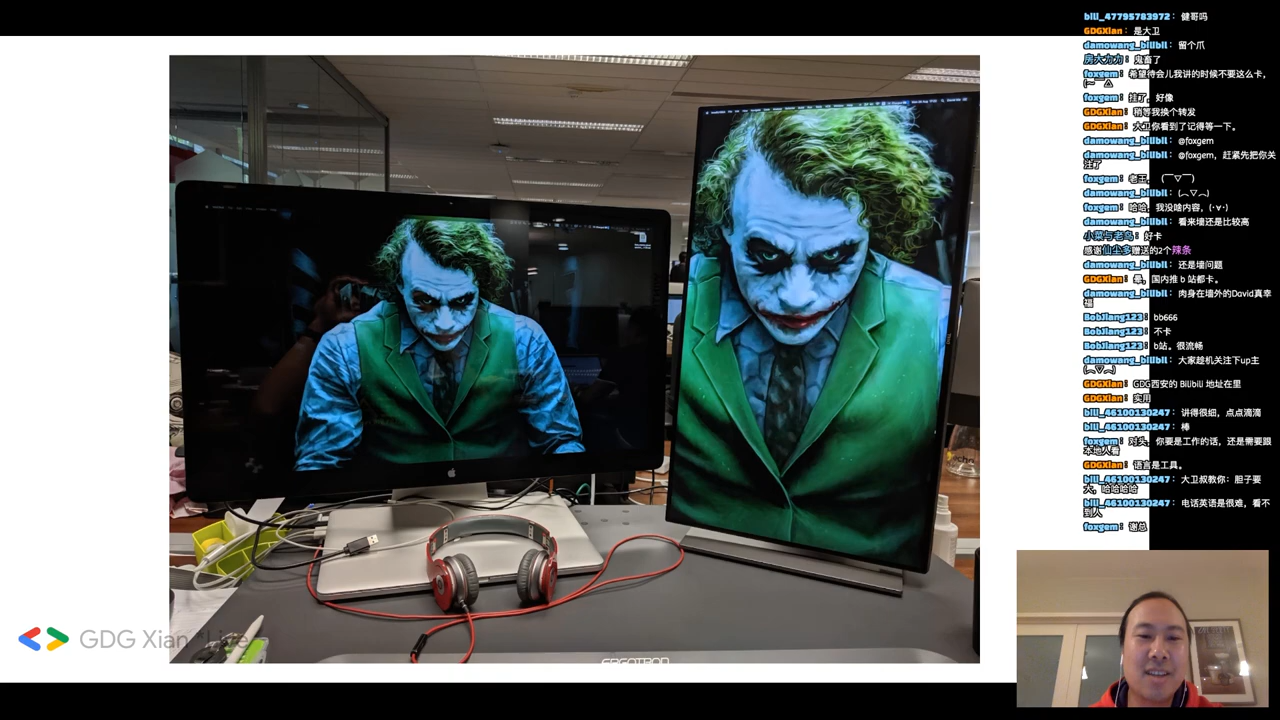 bili_47795783972： 健哥吗
GDGXian： 是大卫
damowang_bilibili： 留个爪
房大方方： 鬼畜了
foxgem： 希望待会儿我讲的时候不要这么卡，
foxgem： 挂了，好像
GDGXian： 稍等我换个转发
GDGXian： 大卫你看到了记得等一下。
damowang_bilibili： @foxgem
damowang_bilibili： @foxgem，赶紧先把你关
注了
foxgem： 老王，（￣▽￣）
damowang_bilibili： (︿▽︿)
foxgem： 哈哈，我没啥内容，(･∀･)
damowang_bilibili： 看来墙还是比较高
小菜与老鸟： 好卡
感谢仙尘多赠送的2个辣条
damowang_bilibili： 还是墙问题
GDGXian： 晕，国内推 b 站都卡。
damowang_bilibili： 肉身在墙外的David真幸
福
BobJiang123： bb666
BobJiang123： 不卡
BobJiang123： b站。很流畅
damowang_bilibili： 大家趁机关注下up主
(︿▽︿)
GDGXian： GDG西安的 Bilibili 地址在里
GDGXian： 实用
bili_46100130247： 讲得很细，点点滴滴
bili_46100130247： 棒
foxgem： 对头，你要是工作的话，还是需要跟
本地人看
GDGXian： 语言是工具。
bili_46100130247： 大卫叔教你：胆子要
大，哈哈哈哈
bili_46100130247： 电话英语是很难，看不
到人
foxgem： 谢总
GDG Xian *Live